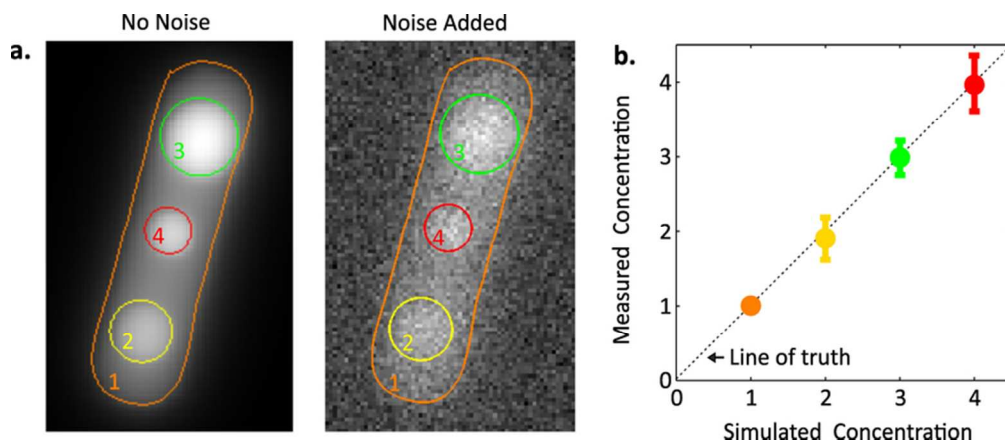 a.
No Noise
Noise Added
3
4
2
1
3
4
2
1
b.
Measured Concentration
4
3
2
1
0
Line of truth
0 1 2 3 4
Simulated Concentration